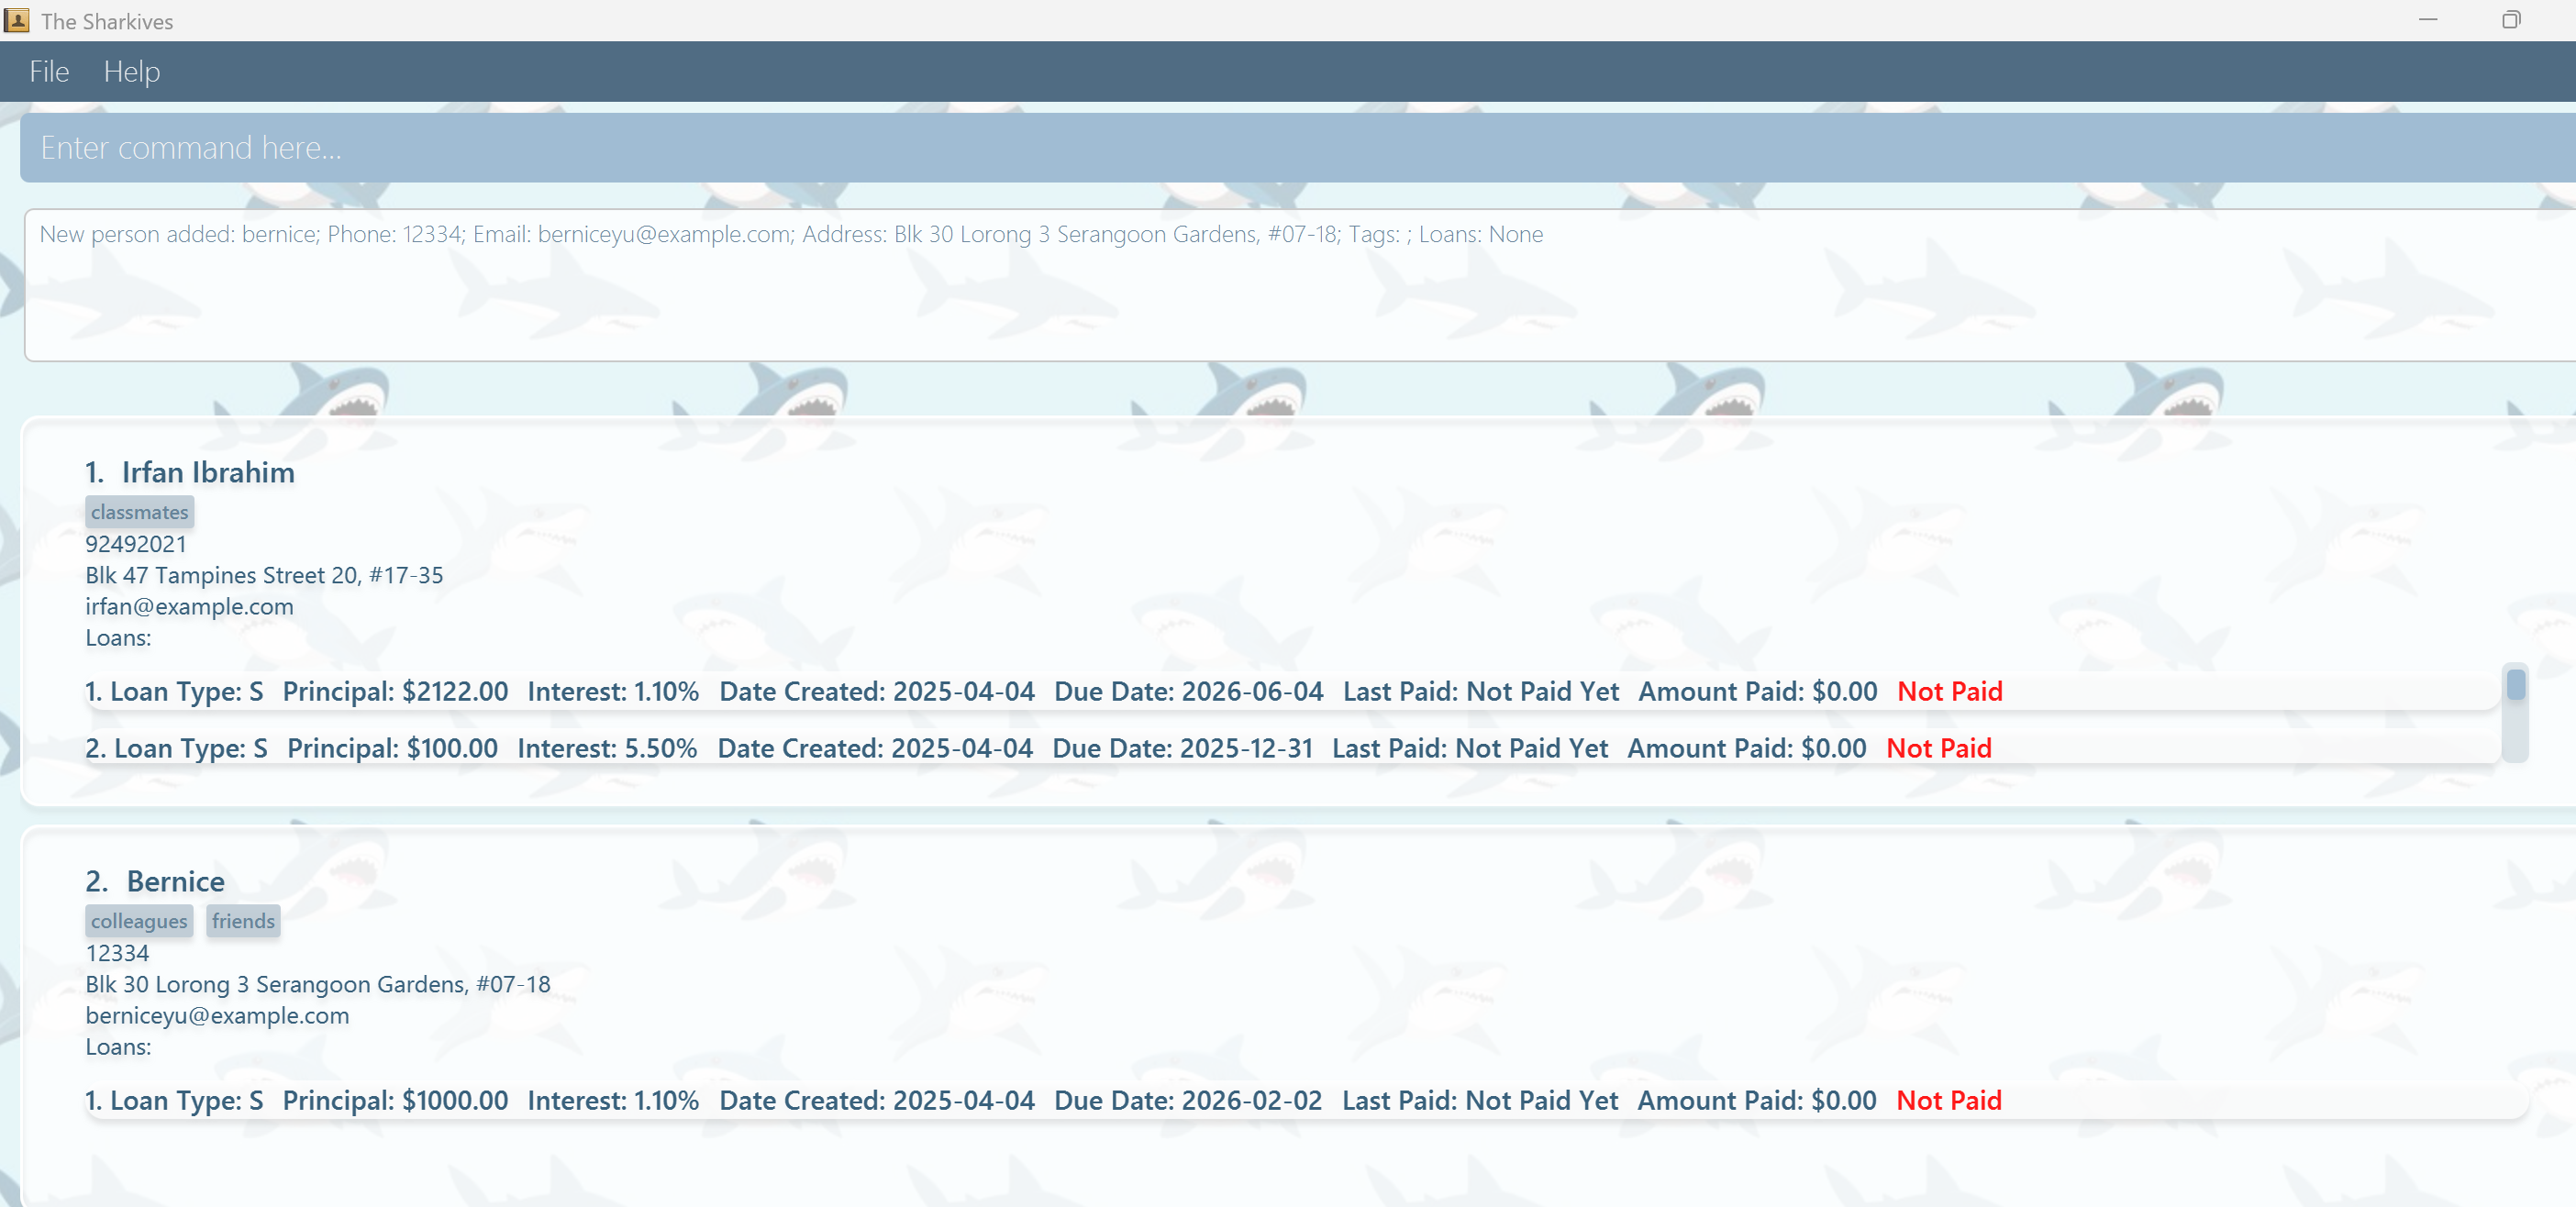 The Sharkives
File Help
Enter command here...
New person added: bernice; Phone: 12334; Email: berniceyu@example.com; Address: Blk 30 Lorong 3 Serangoon Gardens, #07-18; Tags: ; Loans: None
1. Irfan Ibrahim
classmates
92492021
Blk 47 Tampines Street 20, #17-35
irfan@example.com
Loans:
1. Loan Type: S Principal: $2122.00 Interest: 1.10% Date Created: 2025-04-04 Due Date: 2026-06-04 Last Paid: Not Paid Yet Amount Paid: $0.00 Not Paid
2. Loan Type: S Principal: $100.00 Interest: 5.50% Date Created: 2025-04-04 Due Date: 2025-12-31 Last Paid: Not Paid Yet Amount Paid: $0.00 Not Paid
2. Bernice
colleagues friends
12334
Blk 30 Lorong 3 Serangoon Gardens, #07-18
berniceyu@example.com
Loans:
1. Loan Type: S Principal: $1000.00 Interest: 1.10% Date Created: 2025-04-04 Due Date: 2026-02-02 Last Paid: Not Paid Yet Amount Paid: $0.00 Not Paid